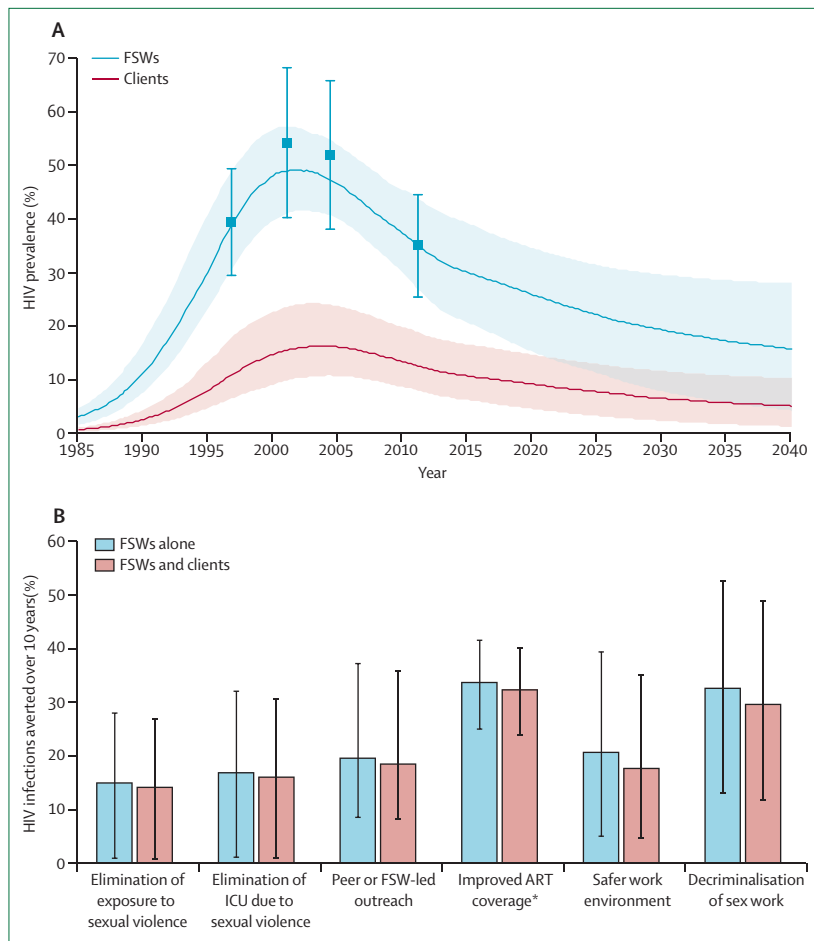 A
70
FSWs
Clients
60
50
40
30
20
10
0
HIV prevalence (%)
1985 1990 1995 2000 2005 2010 2015 2020 2025 2030 2035 2040
Year
B
60
FSWs alone
FSWs and clients
50
40
30
20
10
0
HIV infections averted over 10 years(%)
Elimination of
exposure to
sexual violence
Elimination of
ICU due to
sexual violence
Peer or FSW-led
outreach
Improved ART
coverage*
Safer work
environment
Decriminalisation
of sex work